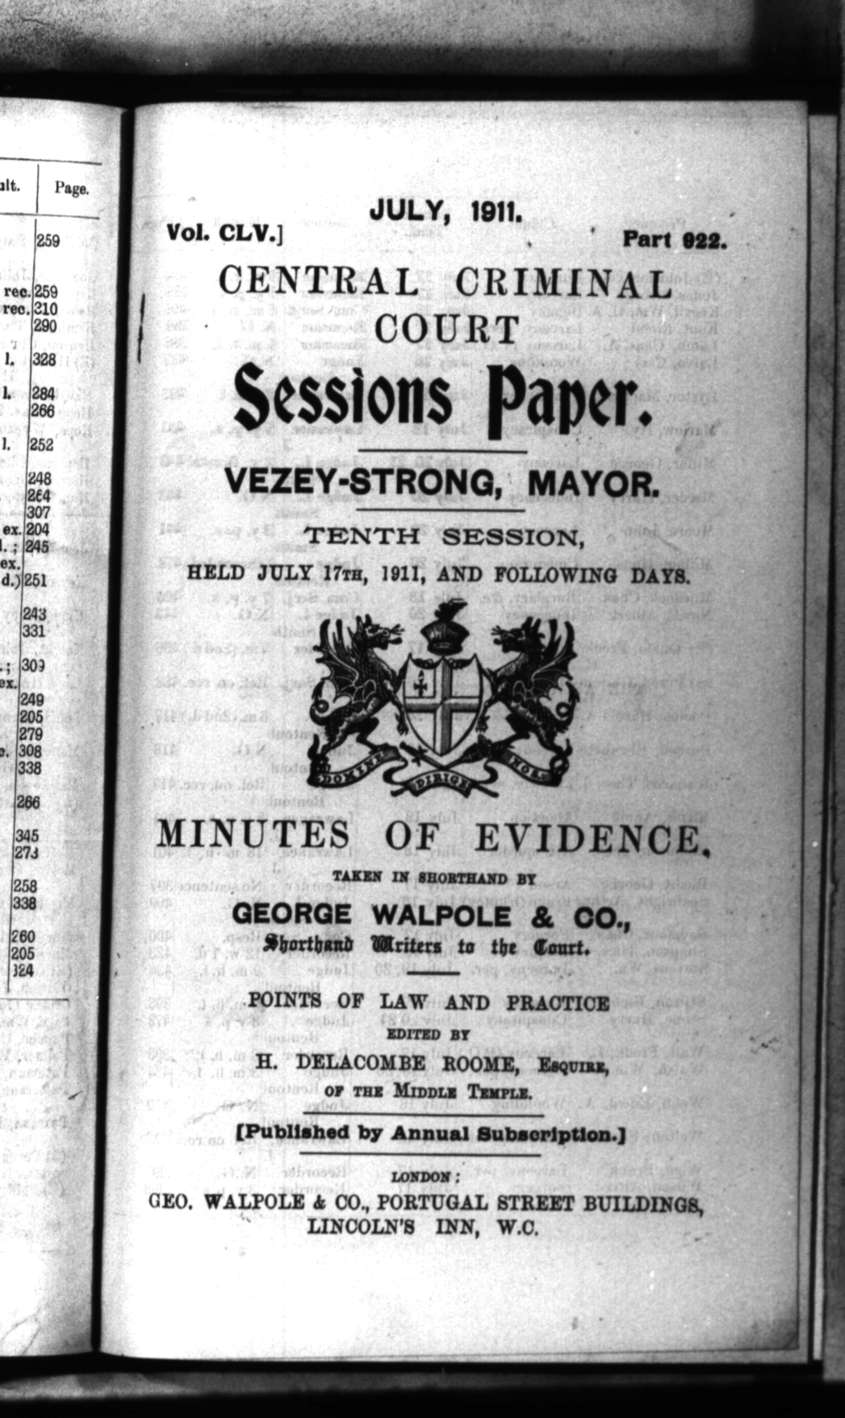 ult. Page.
259
rec. 259
rec. 310
290
l. 328
l. 284
266
l. 252
248
264
307
ex. 204
l. ; 245
ex.
d.) 251
243
331
. ; 309
ex.
249
205
279
308
338
266
345
273
258
338
260
205
324
JULY, 1911.
Vol. CLV.] Part 922.
CENTRAL CRIMINAL
COURT
Sessions Paper.
VEZEY-STRONG, MAYOR.
TENTH SESSION,
HELD JULY 17TH, 1911, AND FOLLOWING DAYS.
DOMINE DIRIGE NOS.
MINUTES OF EVIDENCE,
TAKEN IN SHORTHAND BY
GEORGE WALPOLE & CO.,
Shorthand Writers to the Court.
POINTS OF LAW AND PRACTICE
EDITED BY
H. DELACOMBE ROOME, ESQUIRE,
OF THE MIDDLE TEMPLE.
[Published by Annual Subscription.]
LONDON:
GEO. WALPOLE & CO., PORTUGAL STREET BUILDINGS,
LINCOLN'S INN, W.C.